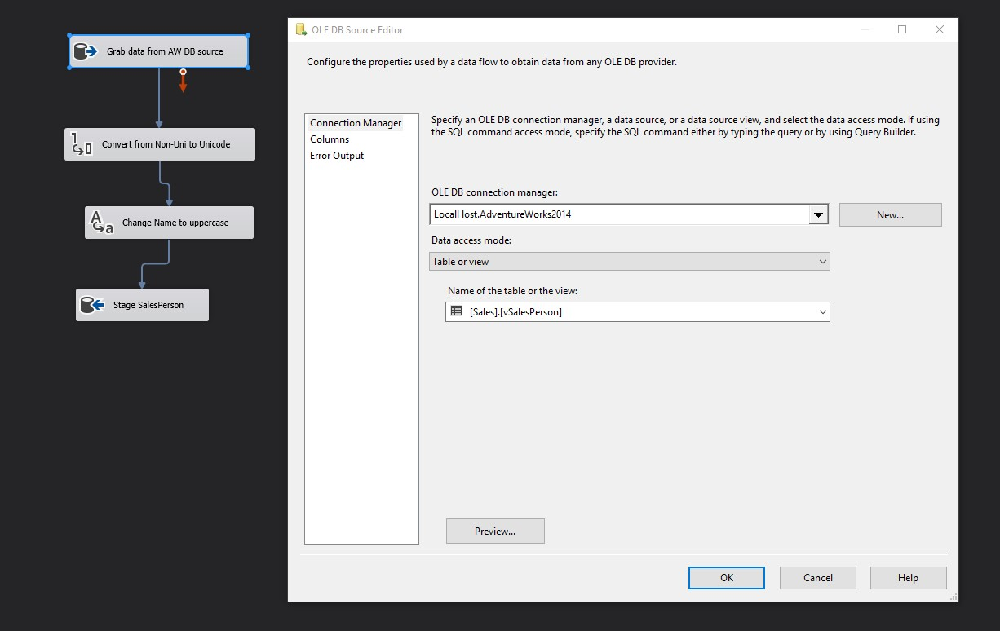 Grab data from AW DB source
Convert from Non-Uni to Unicode
Change Name to uppercase
Stage SalesPerson
OLE DB Source Editor
Configure the properties used by a data flow to obtain data from any OLE DB provider.
Connection Manager
Columns
Error Output
Specify an OLE DB connection manager, a data source, or a data source view, and select the data access mode. If using
the SQL command access mode, specify the SQL command either by typing the query or by using Query Builder.
OLE DB connection manager:
LocalHost.AdventureWorks2014
New...
Data access mode:
Table or view
Name of the table or the view:
[Sales].[vSalesPerson]
Preview...
OK
Cancel
Help